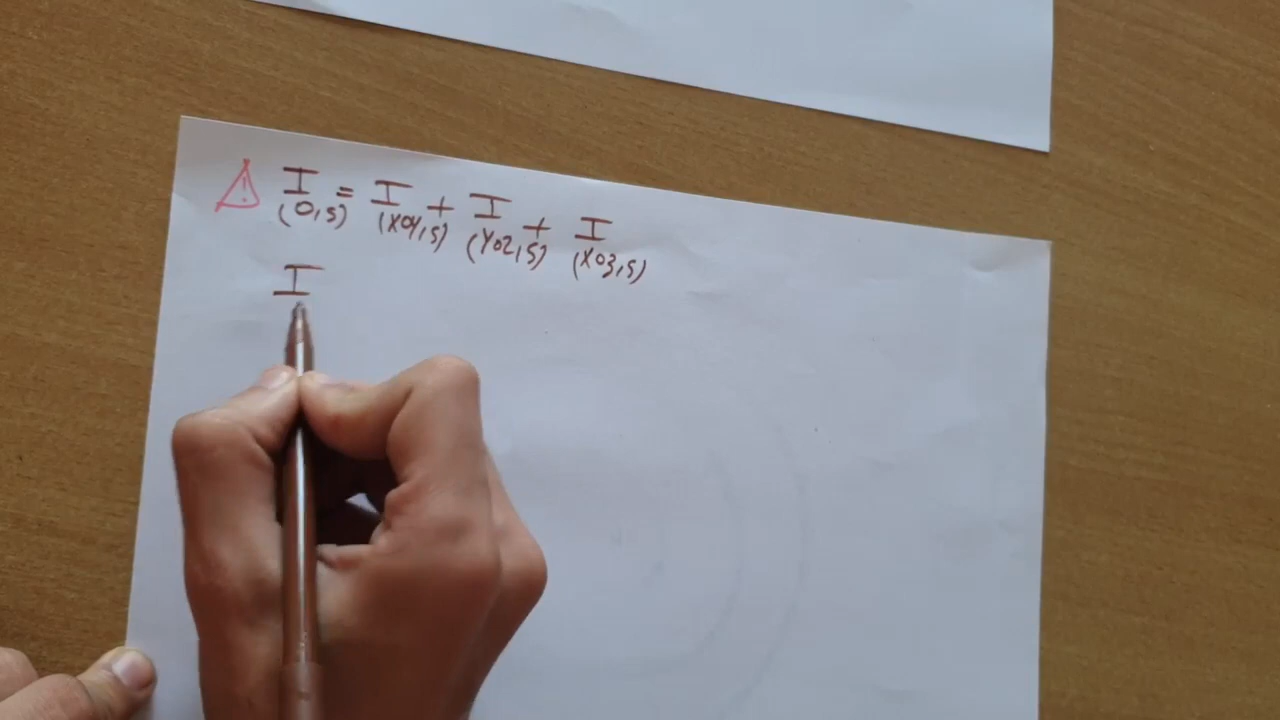 ! I(0,s) = I(X01,s) + I(Y02,s) + I(X03,s)
I